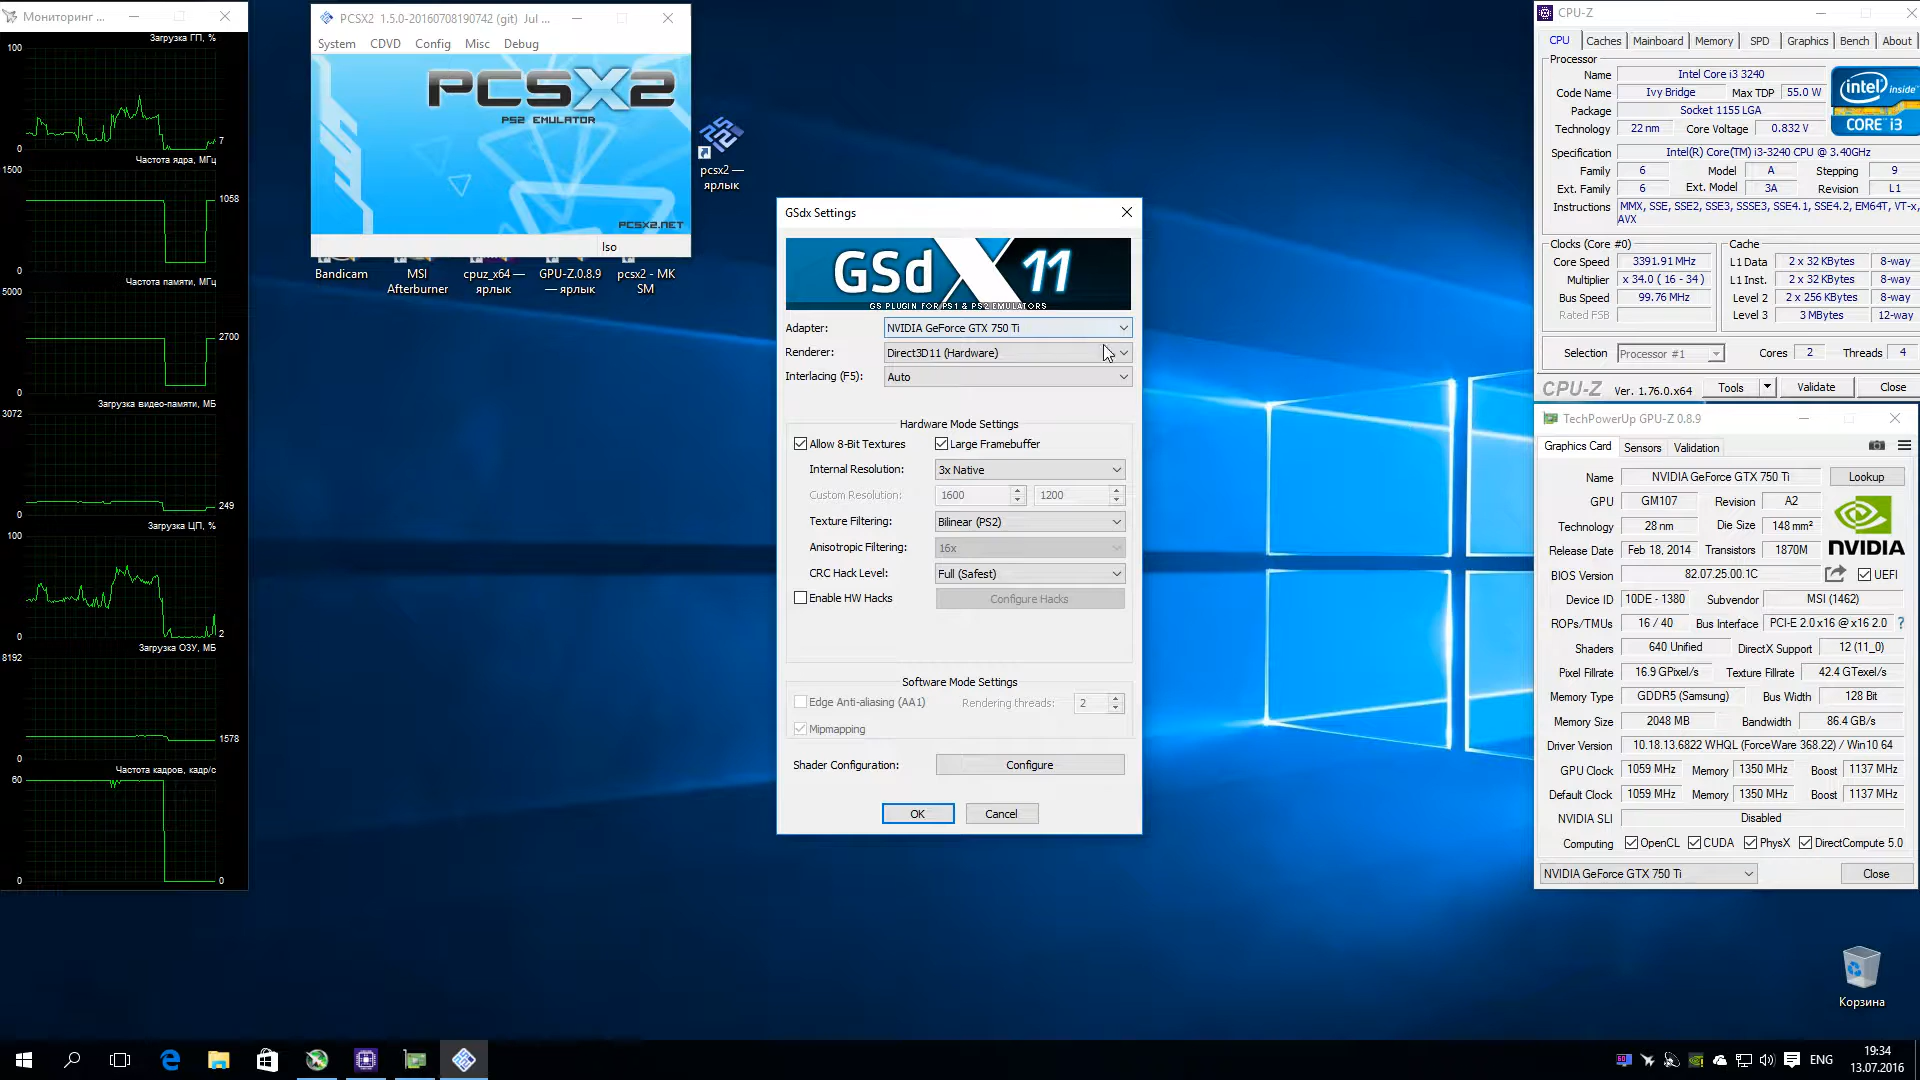 Мониторинг ...
Загрузка ГП, %
100
7
0
Частота ядра, МГц
1500
1058
0
Частота памяти, МГц
5000
2700
0
Загрузка видео-памяти, МБ
3072
249
0
Загрузка ЦП, %
100
2
0
Загрузка ОЗУ, МБ
8192
1578
0
Частота кадров, кадр/с
60
0
0
PCSX2 1.5.0-20160708190742 (git) Jul ...
System CDVD Config Misc Debug
PCSX2
PS2 EMULATOR
PCSX2.NET
Iso
pcsx2 —
ярлык
Bandicam
MSI
Afterburner
cpuz_x64 —
ярлык
GPU-Z.0.8.9
— ярлык
pcsx2 - MK
SM
GSdx Settings
GSdX 11
GS PLUGIN FOR PS1 & PS2 EMULATORS
Adapter: NVIDIA GeForce GTX 750 Ti
Renderer: Direct3D11 (Hardware)
Interlacing (F5): Auto
Hardware Mode Settings
Allow 8-Bit Textures Large Framebuffer
Internal Resolution: 3x Native
Custom Resolution: 1600 1200
Texture Filtering: Bilinear (PS2)
Anisotropic Filtering: 16x
CRC Hack Level: Full (Safest)
Enable HW Hacks Configure Hacks
Software Mode Settings
Edge Anti-aliasing (AA1) Rendering threads: 2
Mipmapping
Shader Configuration: Configure
OK Cancel
CPU-Z
CPU Caches Mainboard Memory SPD Graphics Bench About
Processor
Name Intel Core i3 3240
Code Name Ivy Bridge Max TDP 55.0 W
Package Socket 1155 LGA
Technology 22 nm Core Voltage 0.832 V
intel inside
CORE i3
Specification Intel(R) Core(TM) i3-3240 CPU @ 3.40GHz
Family 6 Model A Stepping 9
Ext. Family 6 Ext. Model 3A Revision L1
Instructions MMX, SSE, SSE2, SSE3, SSSE3, SSE4.1, SSE4.2, EM64T, VT-x,
AVX
Clocks (Core #0) Cache
Core Speed 3391.91 MHz L1 Data 2 x 32 KBytes 8-way
Multiplier x 34.0 ( 16 - 34 ) L1 Inst. 2 x 32 KBytes 8-way
Bus Speed 99.76 MHz Level 2 2 x 256 KBytes 8-way
Rated FSB Level 3 3 MBytes 12-way
Selection Processor #1 Cores 2 Threads 4
CPU-Z Ver. 1.76.0.x64 Tools Validate Close
TechPowerUp GPU-Z 0.8.9
Graphics Card Sensors Validation
Name NVIDIA GeForce GTX 750 Ti Lookup
GPU GM107 Revision A2
Technology 28 nm Die Size 148 mm²
Release Date Feb 18, 2014 Transistors 1870M
NVIDIA
BIOS Version 82.07.25.00.1C UEFI
Device ID 10DE - 1380 Subvendor MSI (1462)
ROPs/TMUs 16 / 40 Bus Interface PCI-E 2.0 x16 @ x16 2.0 ?
Shaders 640 Unified DirectX Support 12 (11_0)
Pixel Fillrate 16.9 GPixel/s Texture Fillrate 42.4 GTexel/s
Memory Type GDDR5 (Samsung) Bus Width 128 Bit
Memory Size 2048 MB Bandwidth 86.4 GB/s
Driver Version 10.18.13.6822 WHQL (ForceWare 368.22) / Win10 64
GPU Clock 1059 MHz Memory 1350 MHz Boost 1137 MHz
Default Clock 1059 MHz Memory 1350 MHz Boost 1137 MHz
NVIDIA SLI Disabled
Computing OpenCL CUDA PhysX DirectCompute 5.0
NVIDIA GeForce GTX 750 Ti Close
Корзина
ENG
19:34
13.07.2016